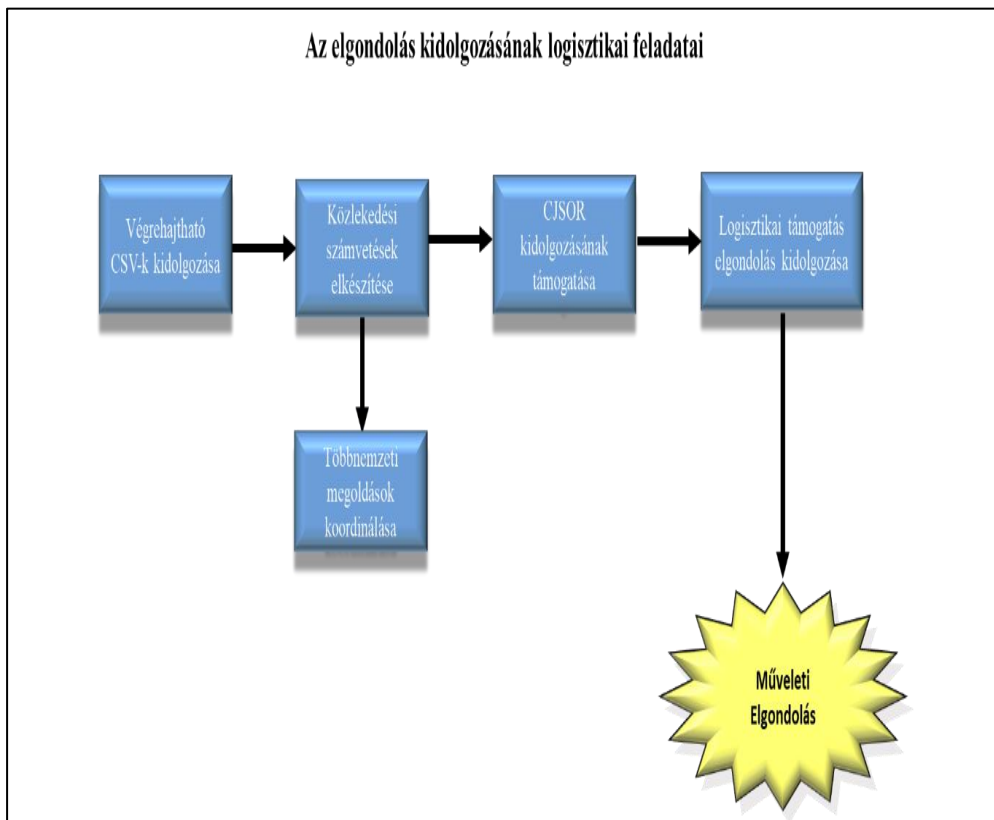 Az elgondolás kidolgozásának logisztikai feladatai
Végrehajtható
CSV-k kidolgozása
Közlekedési
számvetések
elkészítése
CJSOR
kidolgozásának
támogatása
Logisztikai támogatás
elgondolás kidolgozása
Többnemzeti
megoldások
koordinálása
Műveleti
Elgondolás